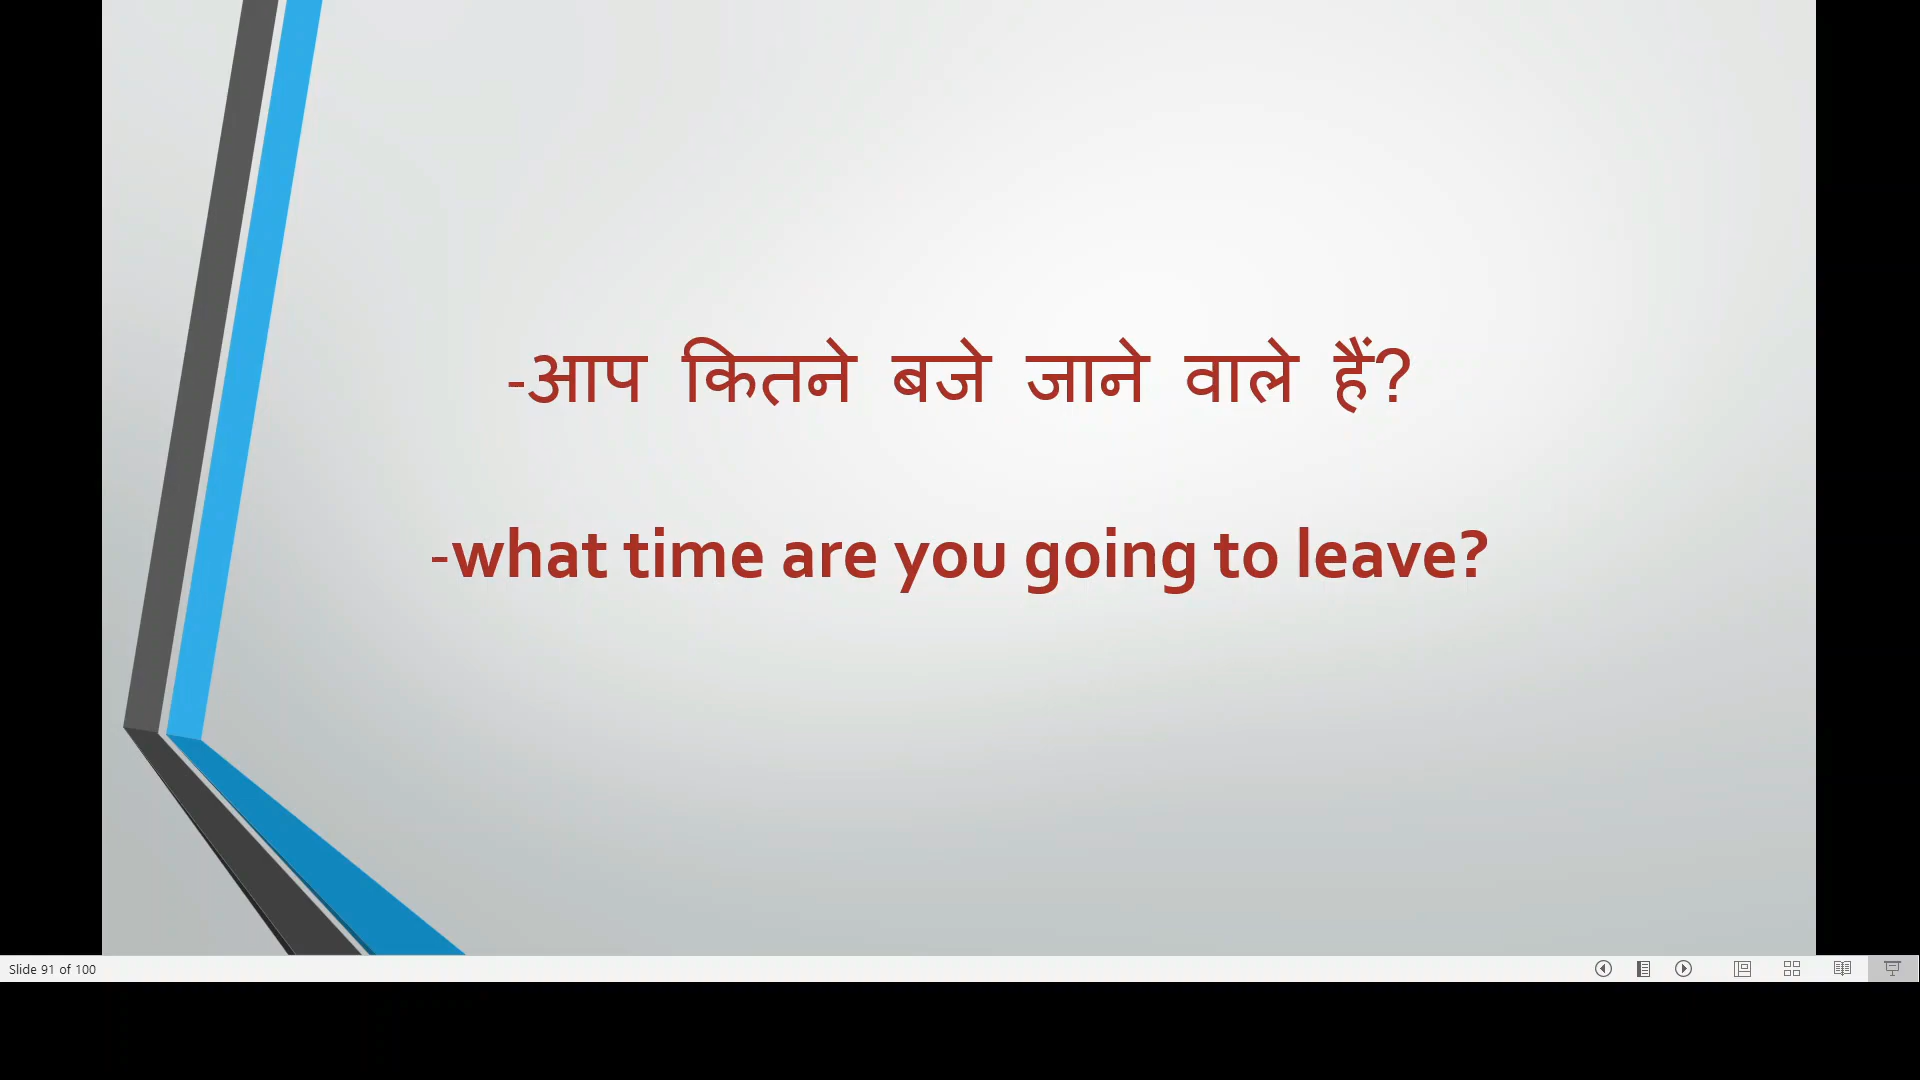 -आप कितने बजे जाने वाले हैं?
-what time are you going to leave?
Slide 91 of 100